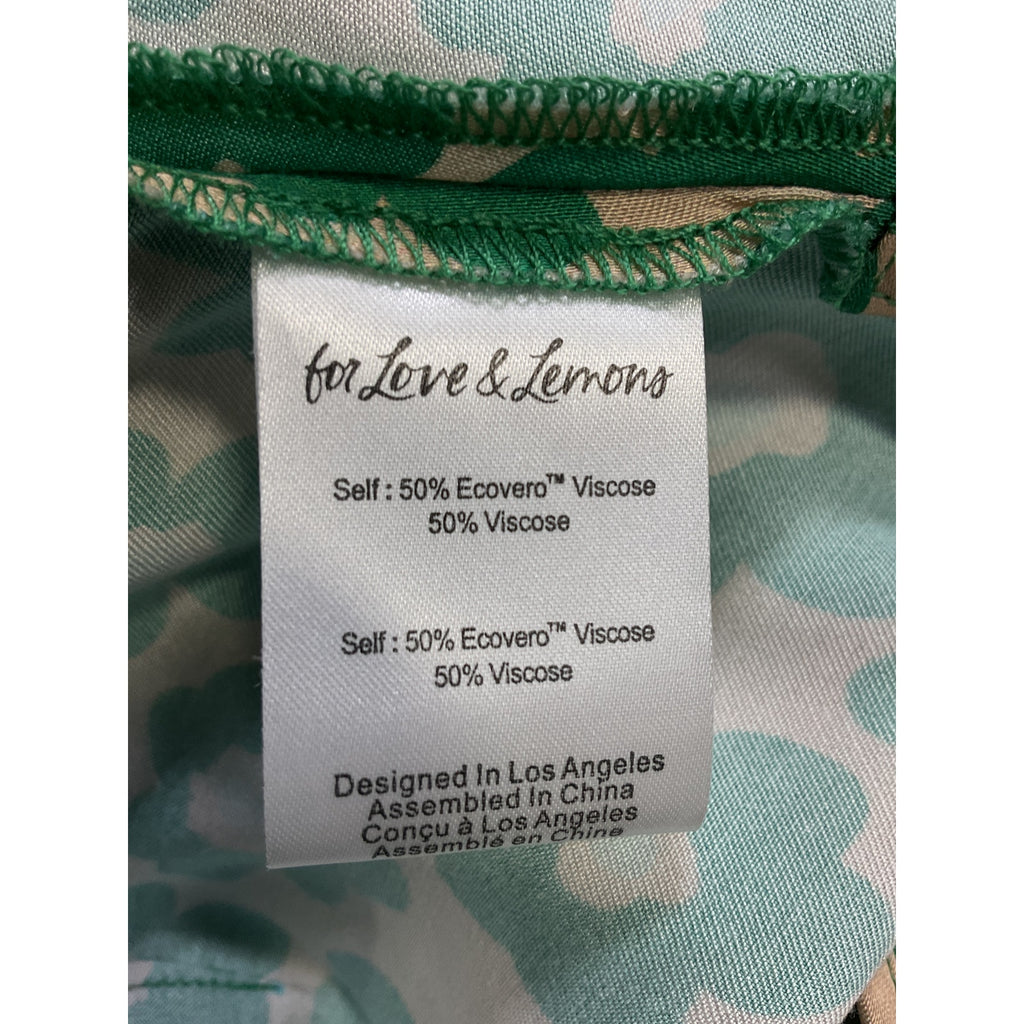 for Love & Lemons
Self : 50% Ecovero™ Viscose
50% Viscose
Self : 50% Ecovero™ Viscose
50% Viscose
Designed In Los Angeles
Assembled In China
Conçu à Los Angeles
Assemblé en Chine